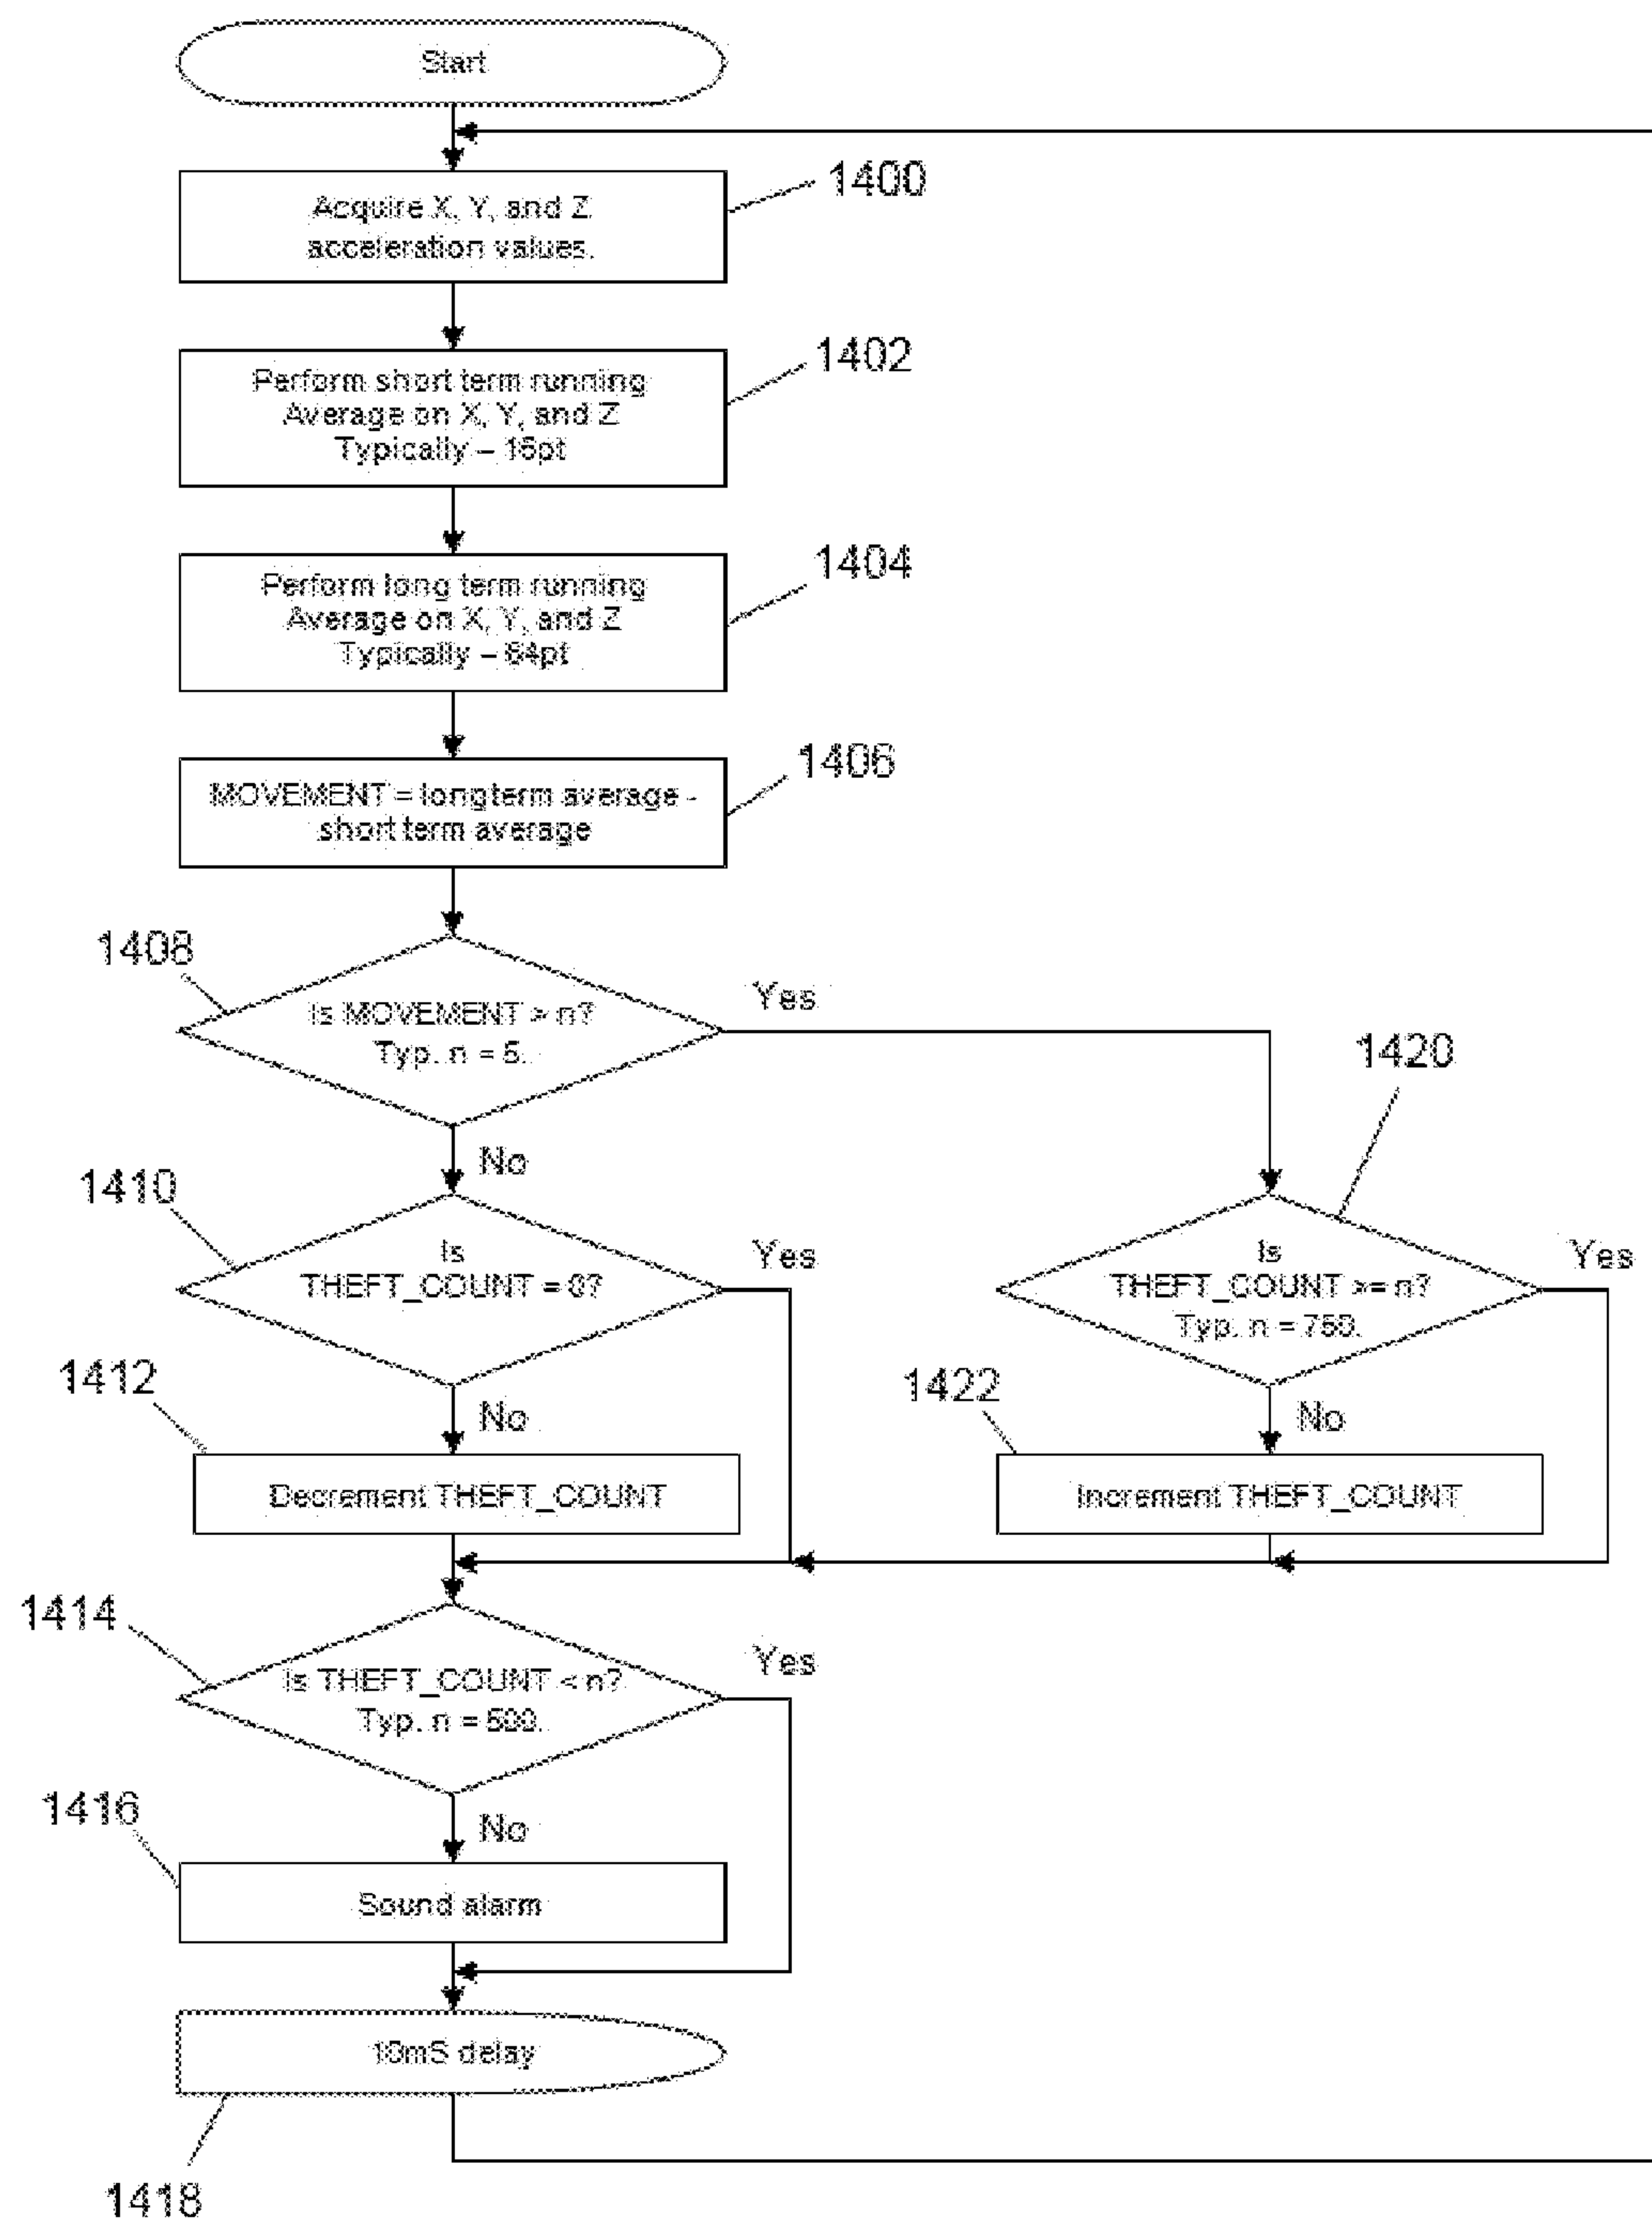 Start
1400
Acquire X, Y, and Z
acceleration values.
1402
Perform short term running
Average on X, Y, and Z
Typically – 16pt
1404
Perform long term running
Average on X, Y, and Z
Typically – 64pt
1406
MOVEMENT = longterm average -
short term average
1408
Is MOVEMENT > n?
Typ. n = 5.
Yes
No
1410
Is
THEFT_COUNT = 0?
Yes
No
1420
Is
THEFT_COUNT >= n?
Typ. n = 750.
Yes
No
1412
Decrement THEFT_COUNT
1422
Increment THEFT_COUNT
1414
Is THEFT_COUNT < n?
Typ. n = 500.
Yes
No
1416
Sound alarm
10mS delay
1418